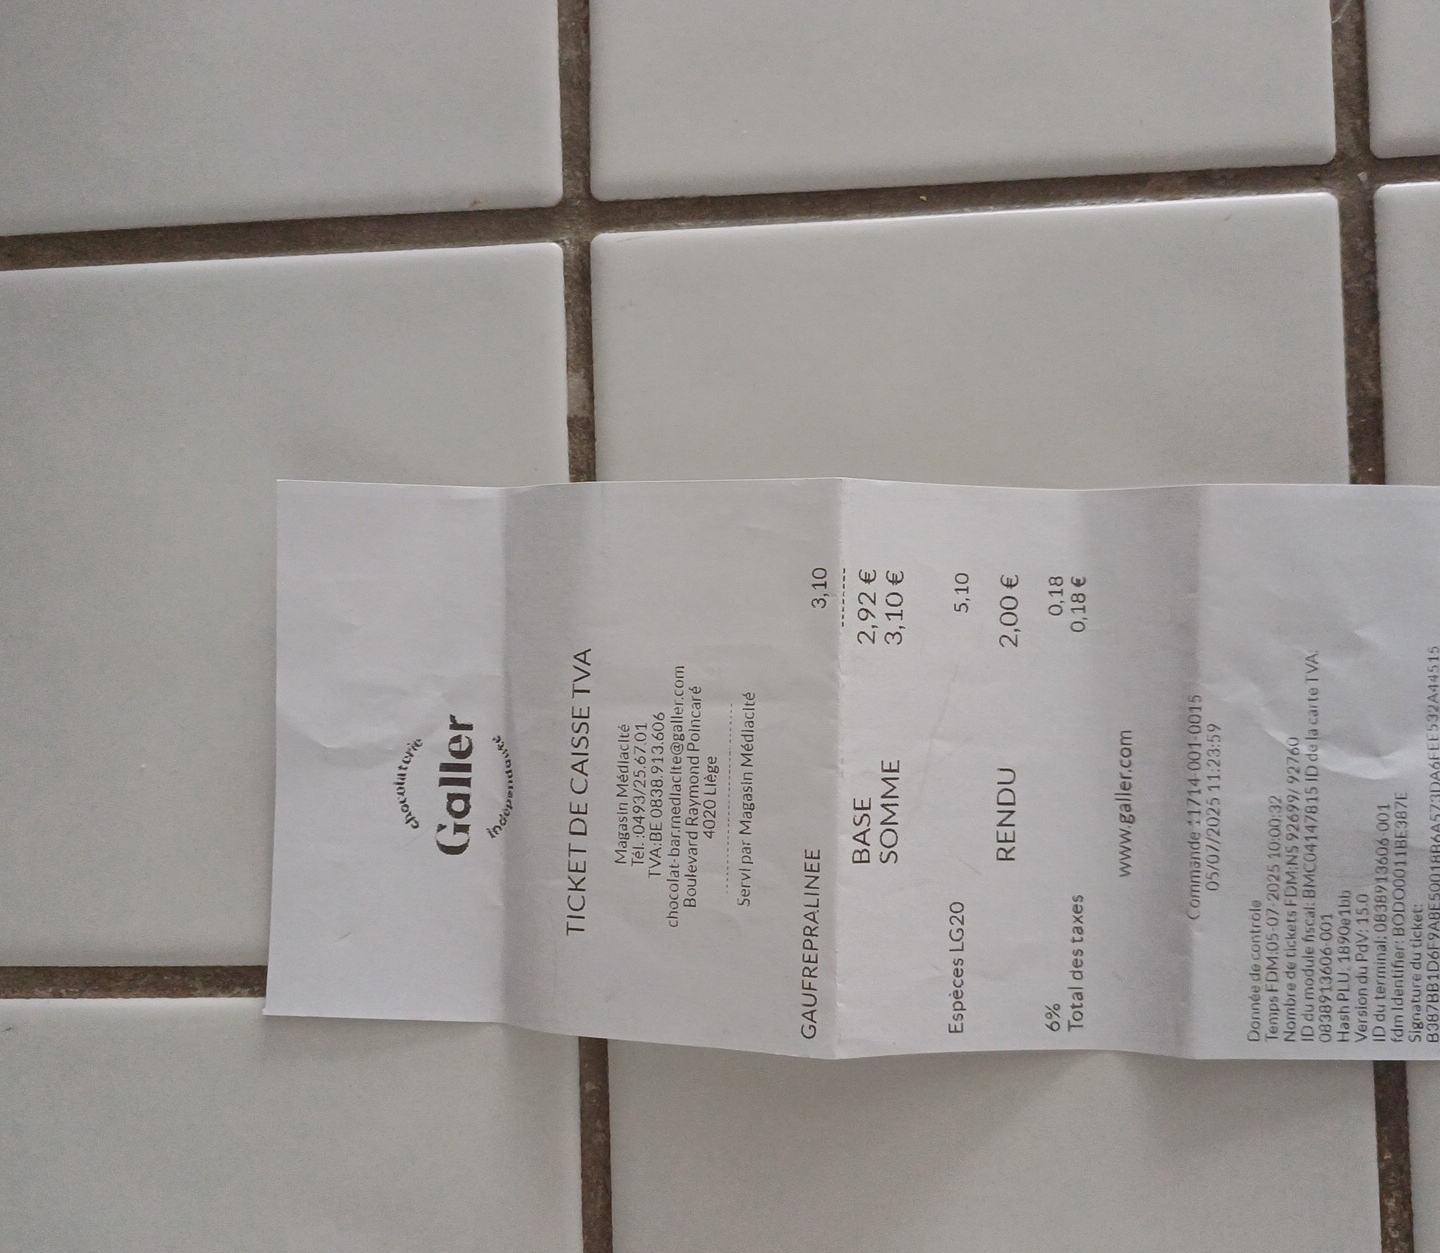 chocolaterie
Galler
indépendante
TICKET DE CAISSE TVA
Magasin Médiacité
Tél. :0493/25.67.01
TVA:BE 0838.913.606
chocolat-bar.mediacite@galler.com
Boulevard Raymond Poincaré
4020 Liège
Servi par Magasin Médiacité
GAUFREPRALINEE 3,10
BASE 2,92 €
SOMME 3,10 €
Espèces LG20 5,10
RENDU 2,00 €
6% 0,18
Total des taxes 0,18 €
www.galler.com
Commande :11714-001-0015
05/07/2025 11:23:59
Donnée de contrôle
Temps FDM:05-07-2025 10:00:32
Nombre de tickets FDM:NS 92699/ 92760
ID du module fiscal: BMC04147815 ID de la carte TVA:
0838913606-001
Hash PLU: 1890e1bb
Version du PdV: 15.0
ID du terminal: 0838913606-001
fdm Identifier: BODO00011BE387E
Signature du ticket: